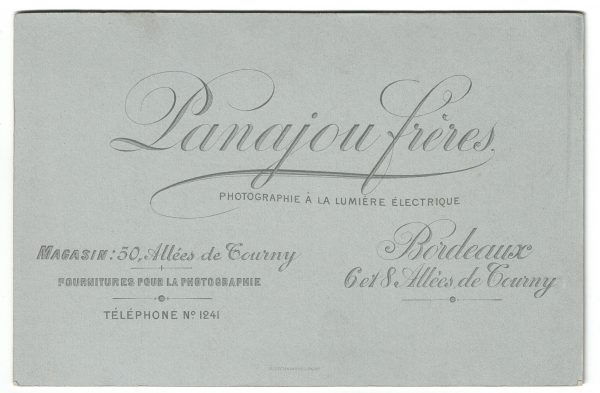 Panajou frères.
PHOTOGRAPHIE À LA LUMIÈRE ÉLECTRIQUE
MAGASIN: 50, Allées de Tourny
FOURNITURES POUR LA PHOTOGRAPHIE
TÉLÉPHONE Nº 1241
Bordeaux
6 et 8 Allées de Tourny